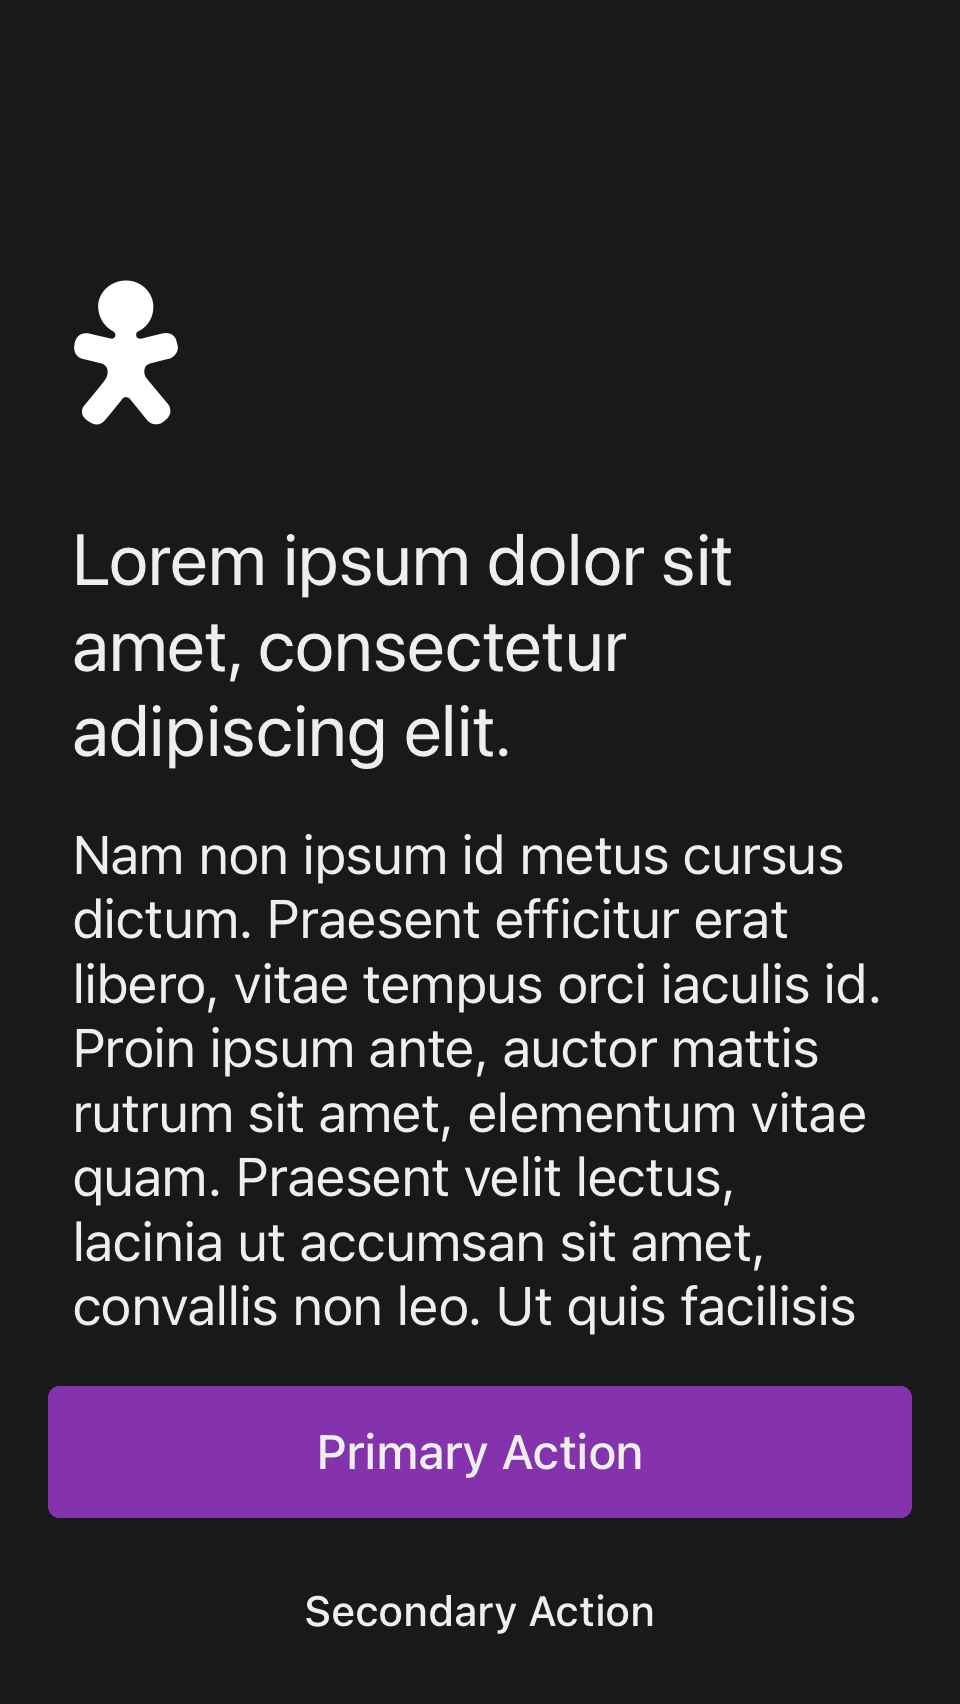 Lorem ipsum dolor sit
amet, consectetur
adipiscing elit.
Nam non ipsum id metus cursus
dictum. Praesent efficitur erat
libero, vitae tempus orci iaculis id.
Proin ipsum ante, auctor mattis
rutrum sit amet, elementum vitae
quam. Praesent velit lectus,
lacinia ut accumsan sit amet,
convallis non leo. Ut quis facilisis
Primary Action
Secondary Action